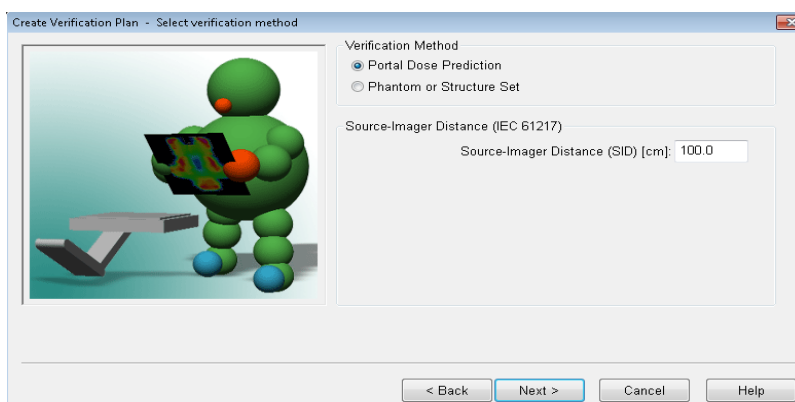 Create Verification Plan - Select verification method
Verification Method
Portal Dose Prediction
Phantom or Structure Set
Source-Imager Distance (IEC 61217)
Source-Imager Distance (SID) [cm]: 100.0
< Back Next > Cancel Help